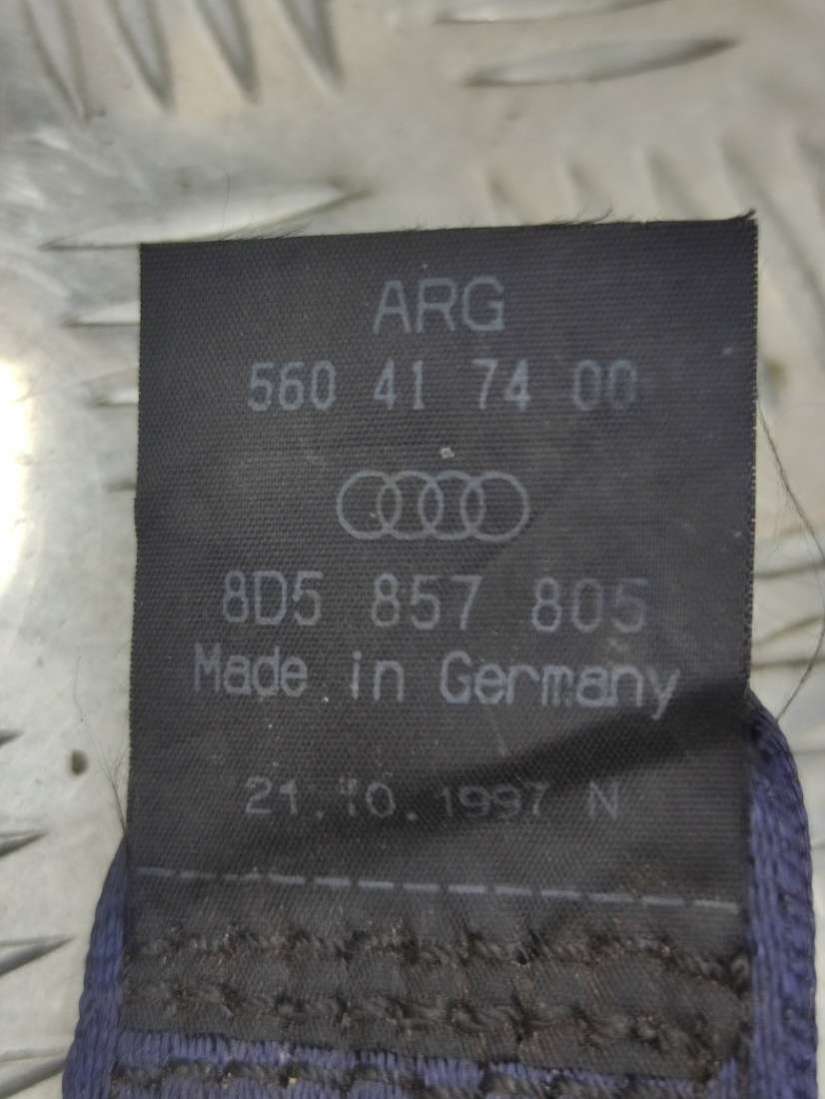 ARG
560 41 74 00
8D5 857 805
Made in Germany
21.10.1997 N